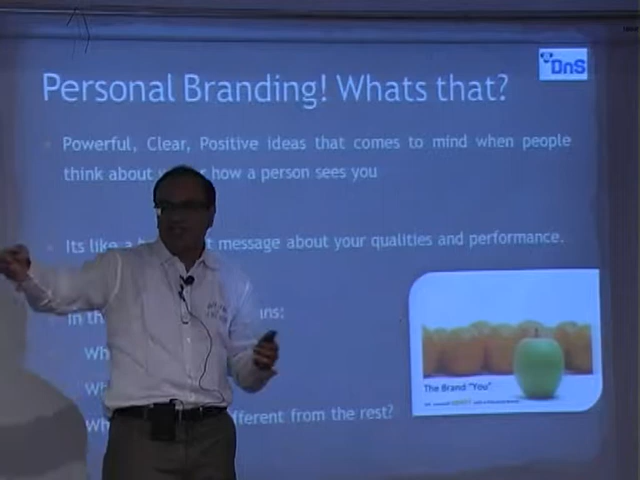 DnS
Personal Branding! Whats that?
Powerful, Clear, Positive ideas that comes to mind when people
think about how a person sees you
Its like a message about your qualities and performance.
In
Wh
Wh
Wh fferent from the rest?
The Brand "You"